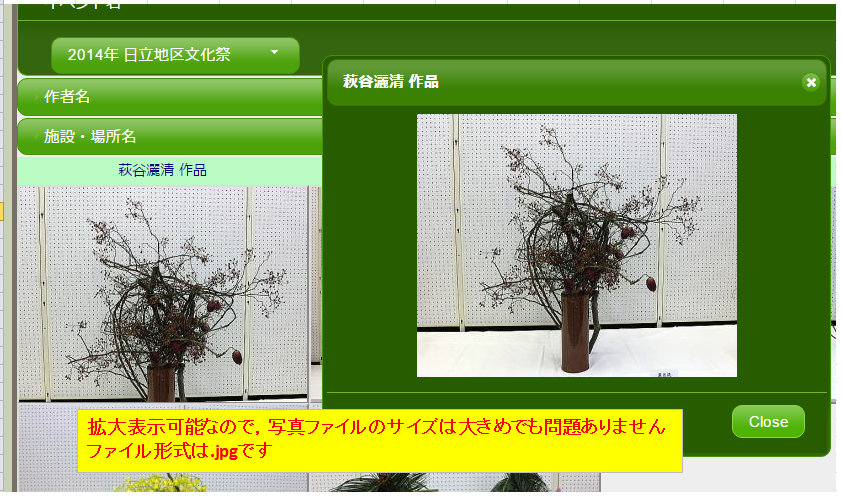 イベント名
2014年 日立地区文化祭
作者名
施設・場所名
萩谷灑清 作品
萩谷灑清 作品
Close
拡大表示可能なので, 写真ファイルのサイズは大きめでも問題ありません
ファイル形式は.jpgです